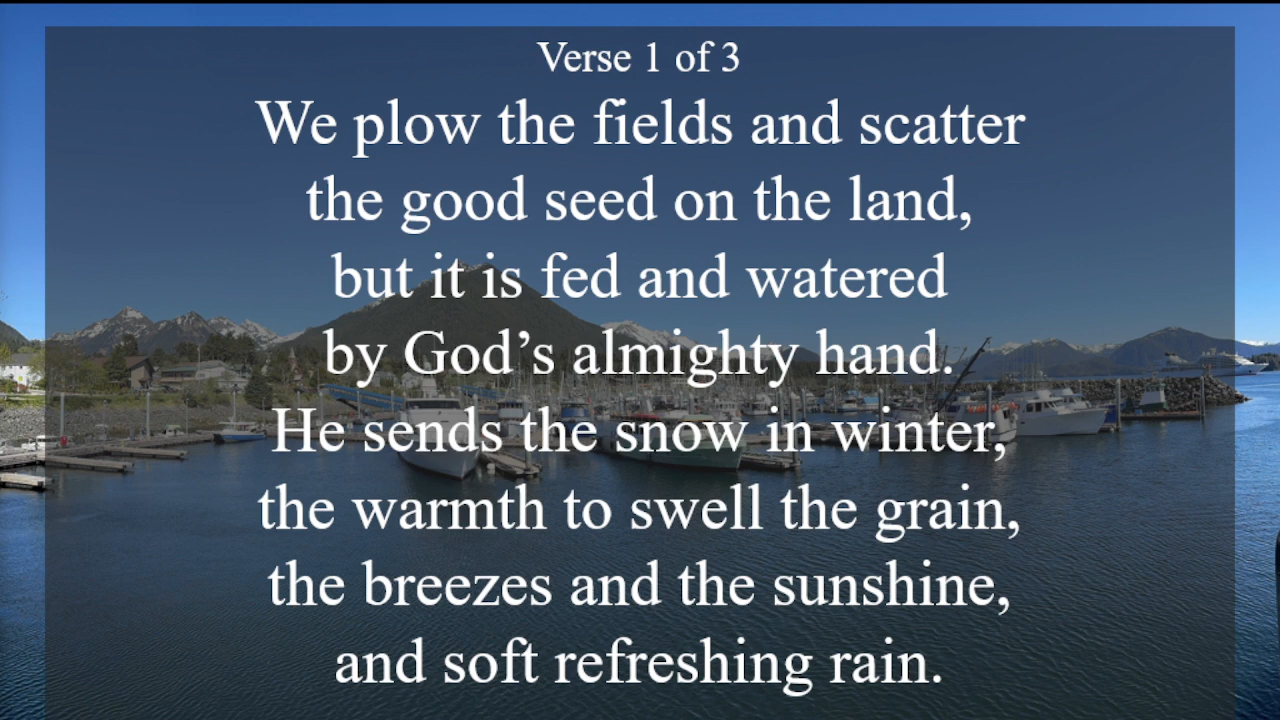 Verse 1 of 3
We plow the fields and scatter
the good seed on the land,
but it is fed and watered
by God’s almighty hand.
He sends the snow in winter,
the warmth to swell the grain,
the breezes and the sunshine,
and soft refreshing rain.